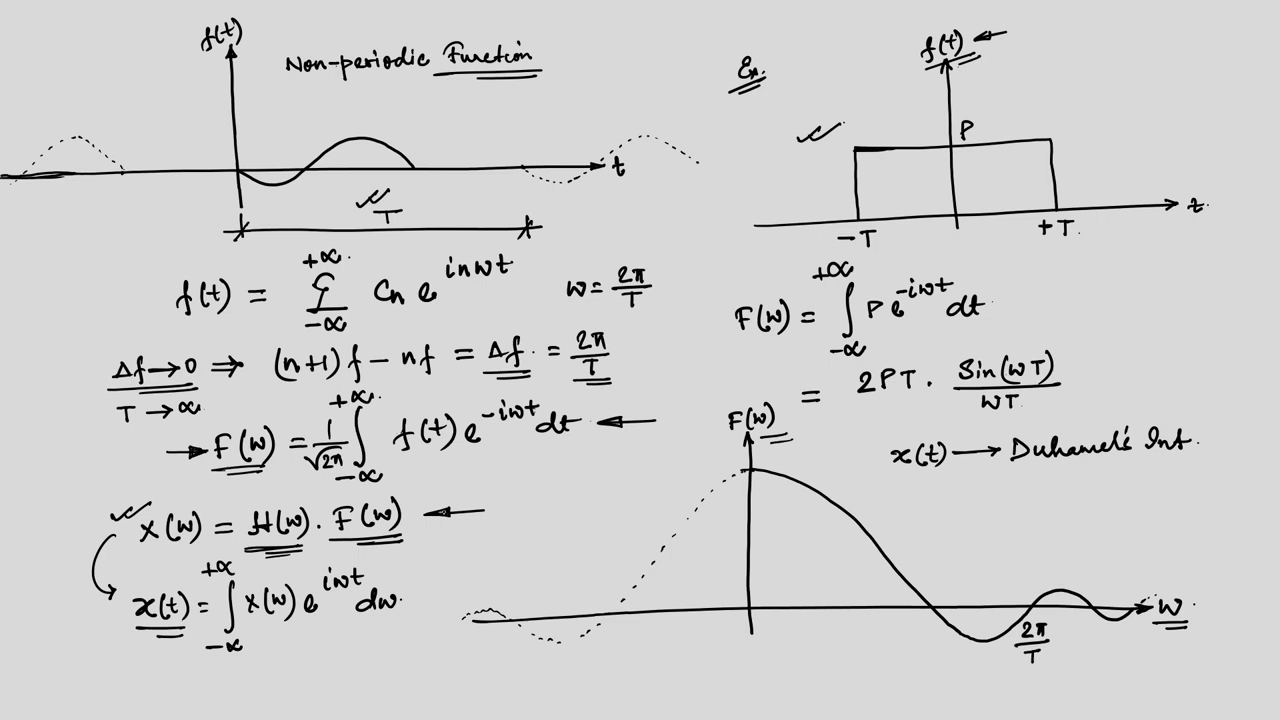 f(t)
Non-periodic Function
t
T
f(t) = Σ_{-∞}^{+∞} Cn e^{inωt}    ω = 2π/T
Δf → 0 ⇒ (n+1)f − nf = Δf = 2π/T
T → ∞
→ F(ω) = 1/√2π ∫_{-∞}^{+∞} f(t) e^{-iωt} dt ←
X(ω) = H(ω) · F(ω) ←
x(t) = ∫_{-∞}^{+∞} X(ω) e^{iωt} dω.
Ex.
f(t) ←
P
t
-T
+T
F(ω) = ∫_{-∞}^{+∞} P e^{-iωt} dt
= 2PT · Sin(ωT)/ωT
F(ω)
x(t) → Duhamel's Int.
ω
2π/T